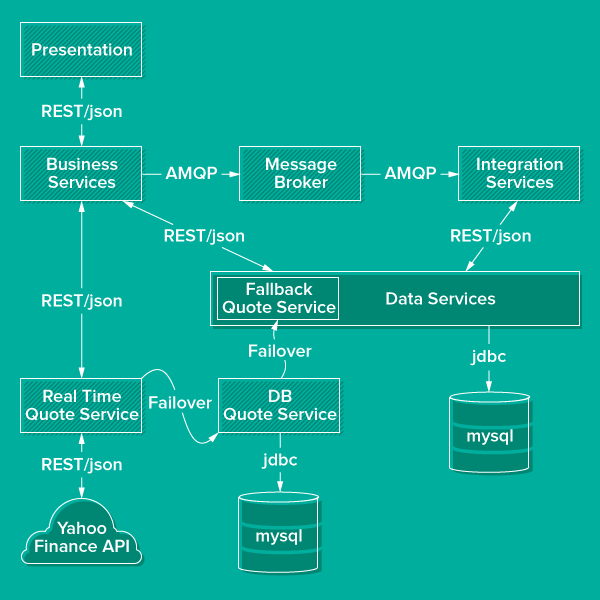 Presentation
REST/json
Business
Services
AMQP
Message
Broker
AMQP
Integration
Services
REST/json
REST/json
Fallback
Quote Service
Data Services
REST/json
Failover
jdbc
Real Time
Quote Service
Failover
DB
Quote Service
mysql
REST/json
jdbc
Yahoo
Finance API
mysql